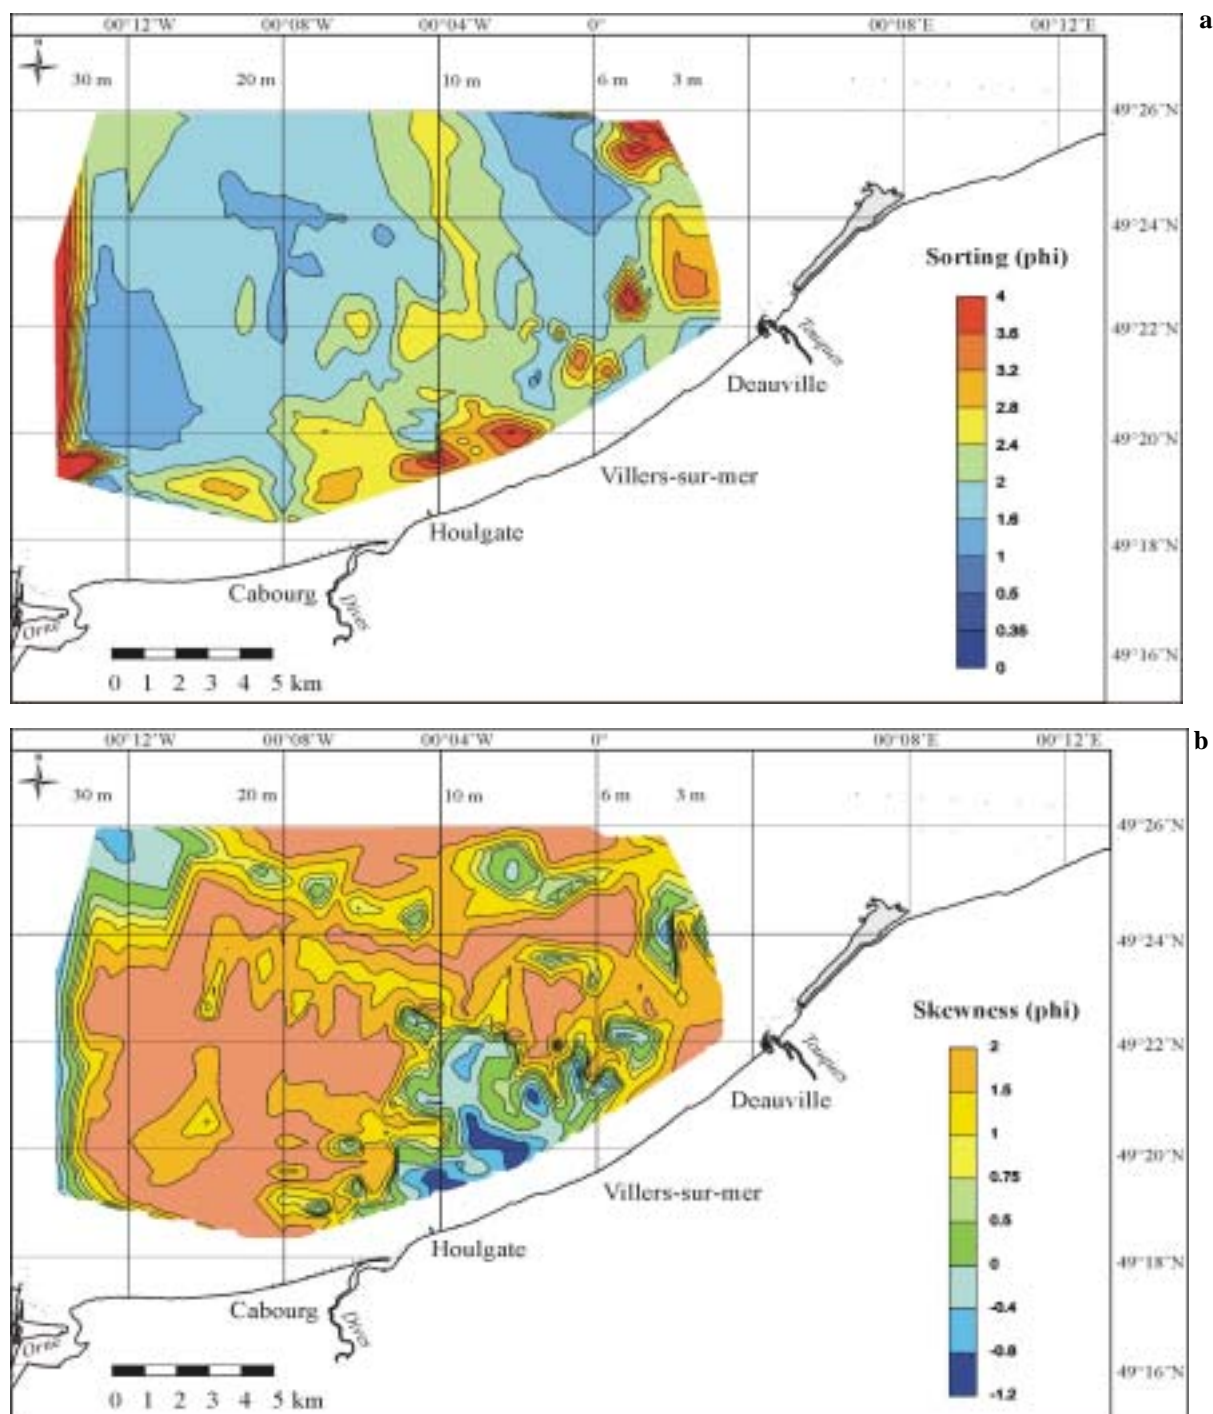 a
00°12"W 00°08"W 00°04"W 0° 00°08"E 00°12"E
N
30 m 20 m 10 m 6 m 3 m
49°26"N
49°24"N
Sorting (phi)
4
3.6
3.2
2.8
2.4
2
1.6
1
0.5
0.35
0
49°22"N
Touques
Deauville
49°20"N
Villers-sur-mer
Houlgate
49°18"N
Cabourg
Dives
Orne
49°16"N
0 1 2 3 4 5 km
b
00°12"W 00°08"W 00°04"W 0° 00°08"E 00°12"E
N
30 m 20 m 10 m 6 m 3 m
49°26"N
49°24"N
Skewness (phi)
2
1.5
1
0.75
0.5
0
-0.4
-0.8
-1.2
49°22"N
Touques
Deauville
49°20"N
Villers-sur-mer
Houlgate
49°18"N
Cabourg
Dives
Orne
49°16"N
0 1 2 3 4 5 km